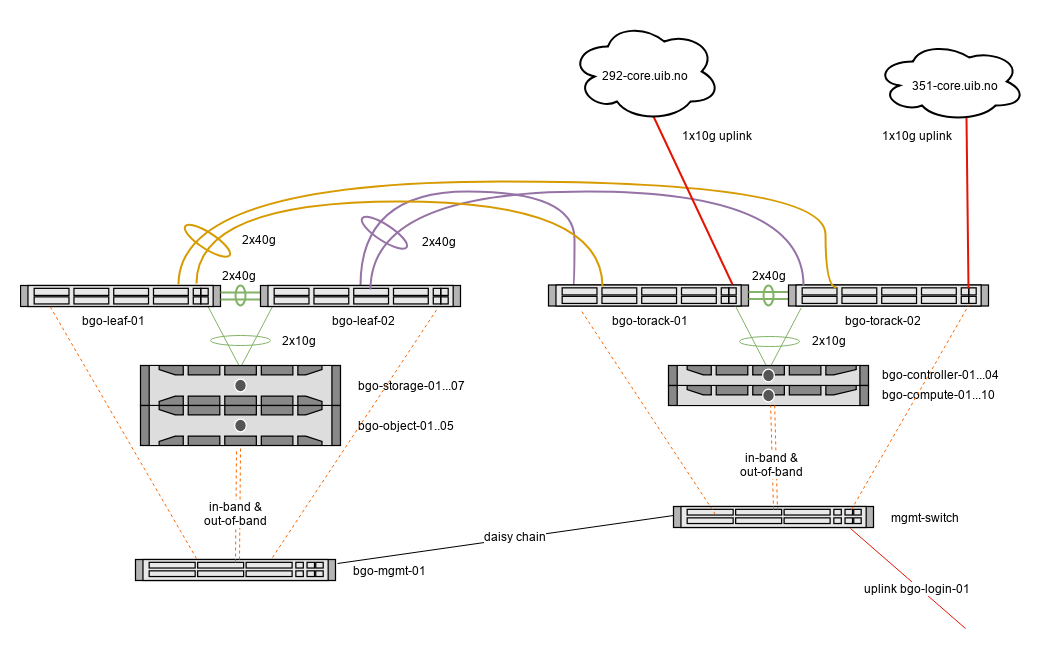 292-core.uib.no
351-core.uib.no
1x10g uplink
1x10g uplink
2x40g
2x40g
2x40g
2x40g
bgo-leaf-01
bgo-leaf-02
bgo-torack-01
bgo-torack-02
2x10g
2x10g
bgo-storage-01...07
bgo-object-01..05
bgo-controller-01...04
bgo-compute-01...10
in-band &
out-of-band
in-band &
out-of-band
daisy chain
mgmt-switch
bgo-mgmt-01
uplink bgo-login-01